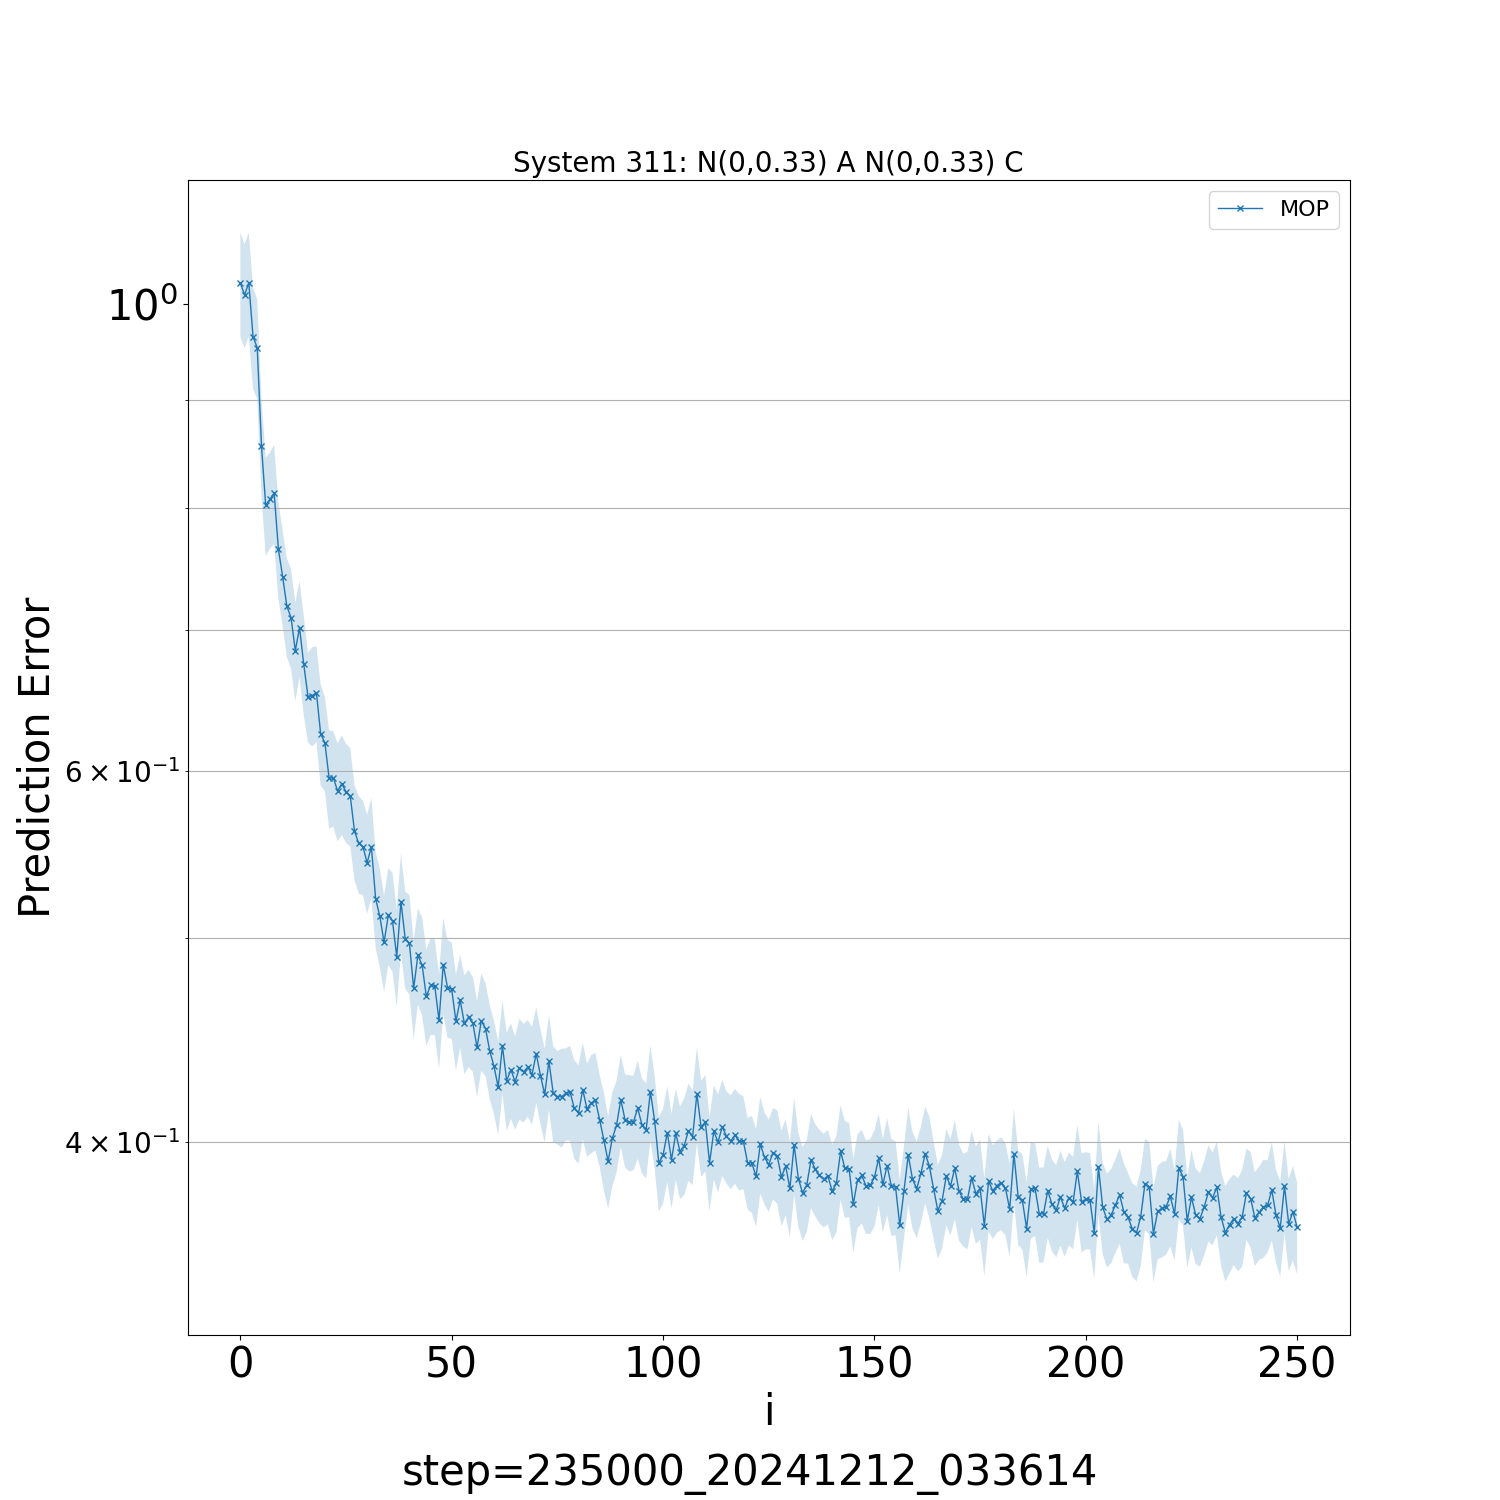 System 311: N(0,0.33) A N(0,0.33) C
MOP
10⁰
6 × 10⁻¹
4 × 10⁻¹
Prediction Error
0 50 100 150 200 250
i
step=235000_20241212_033614